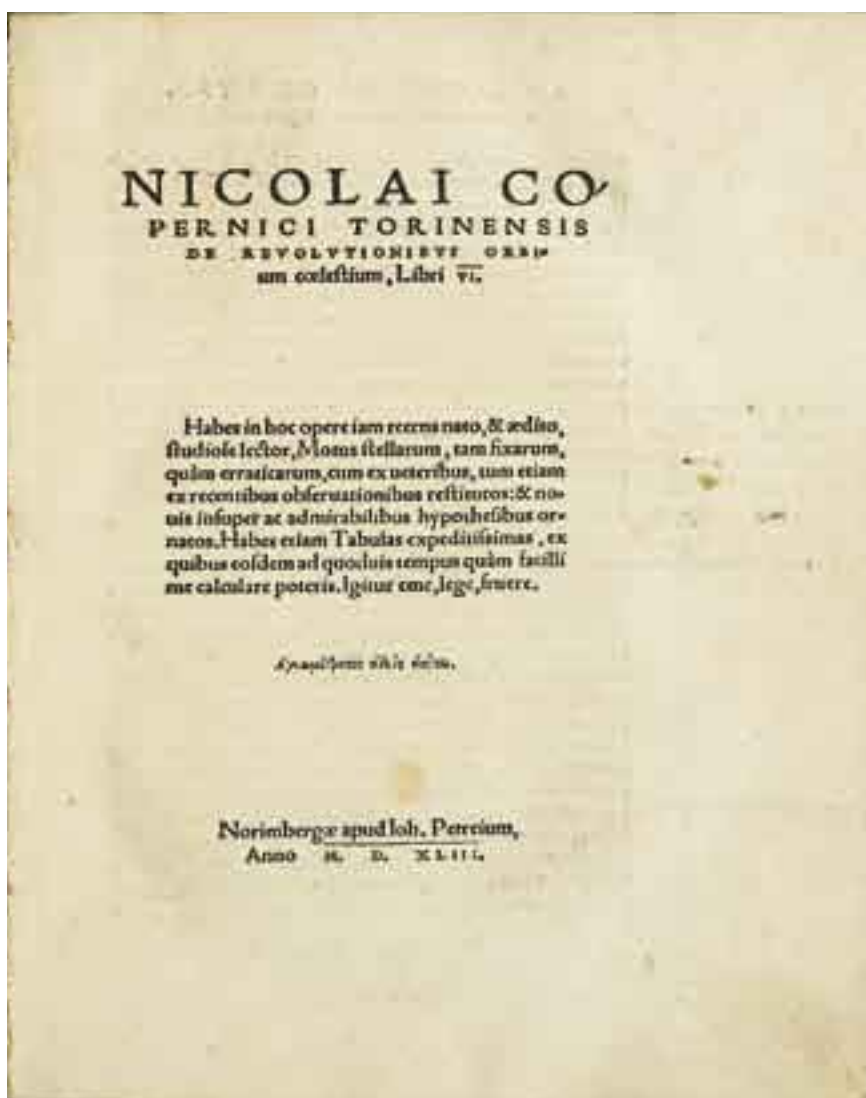 NICOLAI CO-
PERNICI TORINENSIS
DE REVOLVTIONIBVS ORBI-
um cœleſtium, Libri VI.
Habes in hoc opere iam recens nato, & ædito,
ſtudioſe lector, Motus ſtellarum, tam fixarum,
quàm erraticarum, cum ex ueteribus, tum etiam
ex recentibus obſeruationibus reſtitutos: & no-
uis inſuper ac admirabilibus hypotheſibus or-
natos. Habes etiam Tabulas expeditiſsimas, ex
quibus eoſdem ad quoduis tempus quàm facilli
me calculare poteris. Igitur eme, lege, fruere.
Norimbergæ apud Ioh. Petreium,
Anno M. D. XLIII.